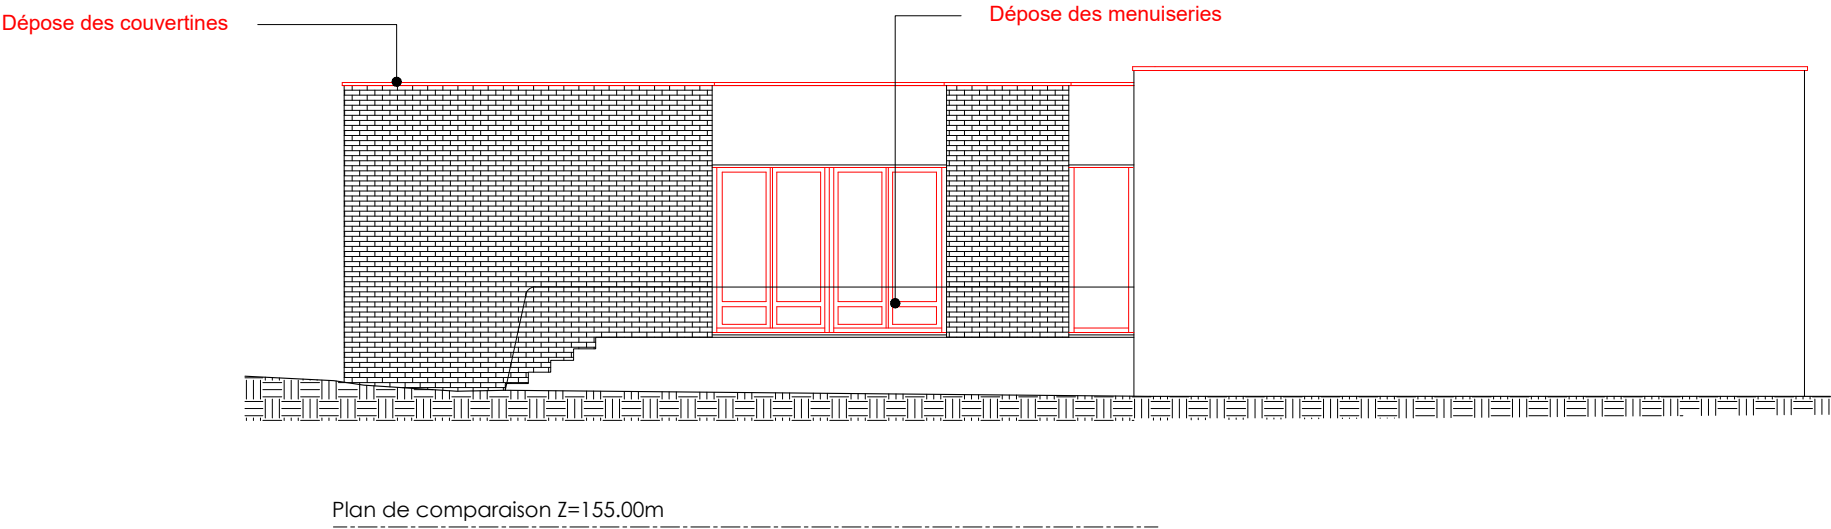 Dépose des couvertines
Dépose des menuiseries
Plan de comparaison Z=155.00m